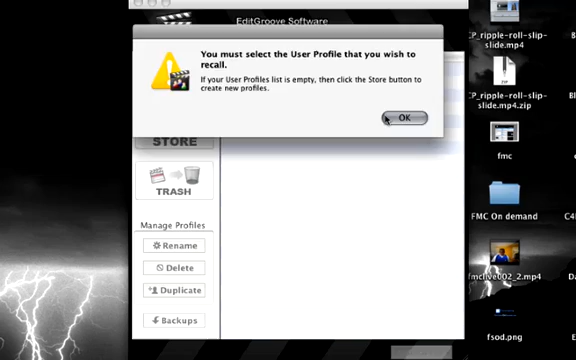 EditGroove Software
You must select the User Profile that you wish to
recall.
If your User Profiles list is empty, then click the Store button to
create new profiles.
OK
STORE
TRASH
Manage Profiles
Rename
Delete
Duplicate
Backups
CP_ripple-roll-slip-
slide.mp4
CP_ripple-roll-slip-
slide.mp4.zip
fmc
FMC On demand
fmclive002_2.mp4
fsod.png